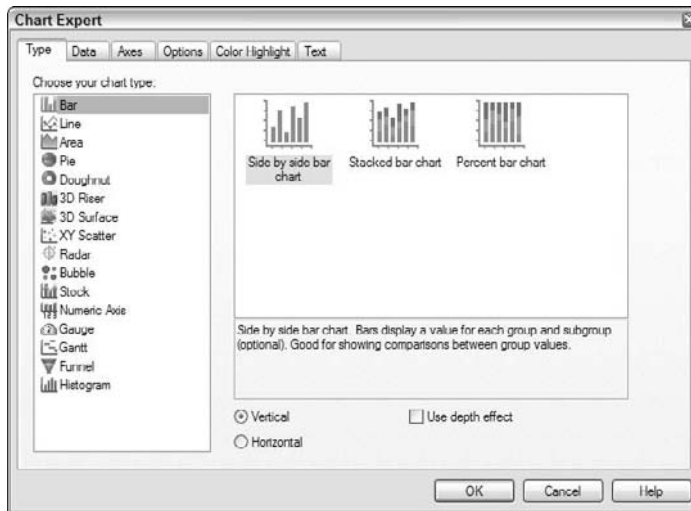 Chart Expert
Type Data Axes Options Color Highlight Text
Choose your chart type:
Bar
Line
Area
Pie
Doughnut
3D Riser
3D Surface
XY Scatter
Radar
Bubble
Stock
Numeric Axis
Gauge
Gantt
Funnel
Histogram
Side by side bar
chart
Stacked bar chart
Percent bar chart
Side by side bar chart. Bars display a value for each group and subgroup
(optional). Good for showing comparisons between group values.
Vertical
Use depth effect
Horizontal
OK Cancel Help